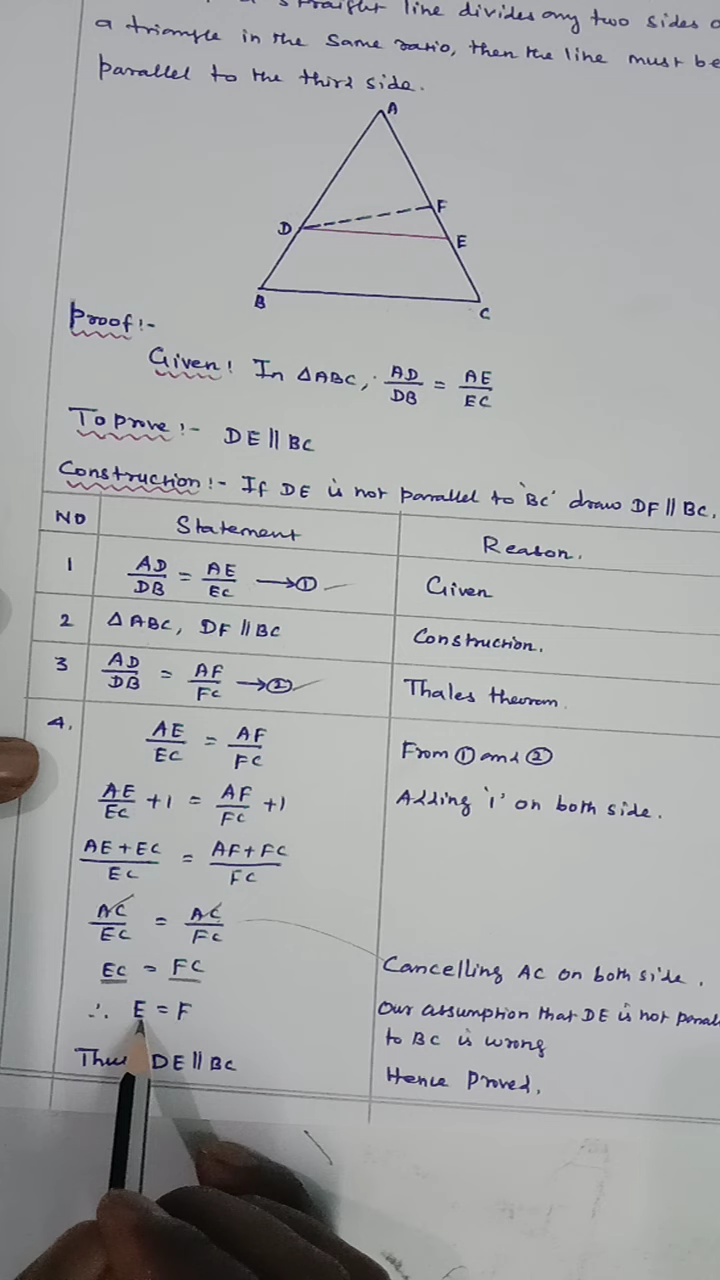 a straight line divides any two sides o
a triangle in the same ratio, then the line must be
parallel to the third side.
A
F
D
E
B
C
Proof:-
Given: In ΔABC, AD/DB = AE/EC
To prove:- DE || BC
Construction:- If DE is not parallel to 'BC' draw DF || BC.
NO Statement Reason.
1 AD/DB = AE/EC → ① Given
2 ΔABC, DF || BC Construction.
3 AD/DB = AF/FC → ② Thales theorem.
4. AE/EC = AF/FC From ① and ②
AE/EC + 1 = AF/FC + 1 Adding '1' on both side.
AE + EC/EC = AF + FC/FC
AC/EC = AC/FC
EC = FC Cancelling AC on both side.
∴ E = F Our assumption that DE is not paral
to BC is wrong
Thus DE || BC Hence Proved.